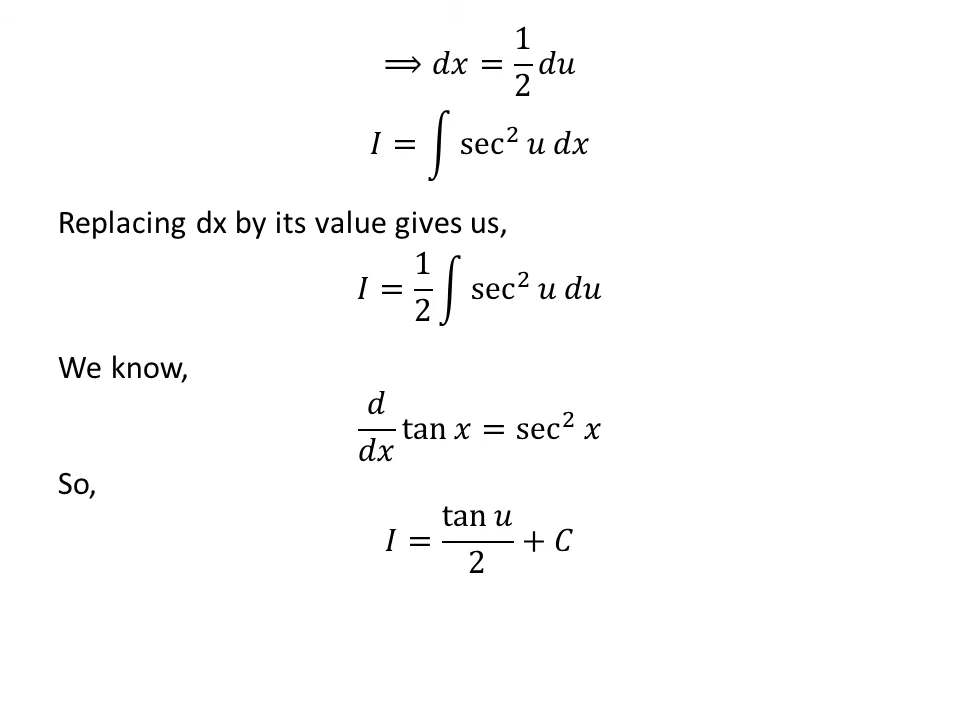 ⟹ dx = 1/2 du
I = ∫ sec² u dx
Replacing dx by its value gives us,
I = 1/2 ∫ sec² u du
We know,
d/dx tan x = sec² x
So,
I = tan u / 2 + C